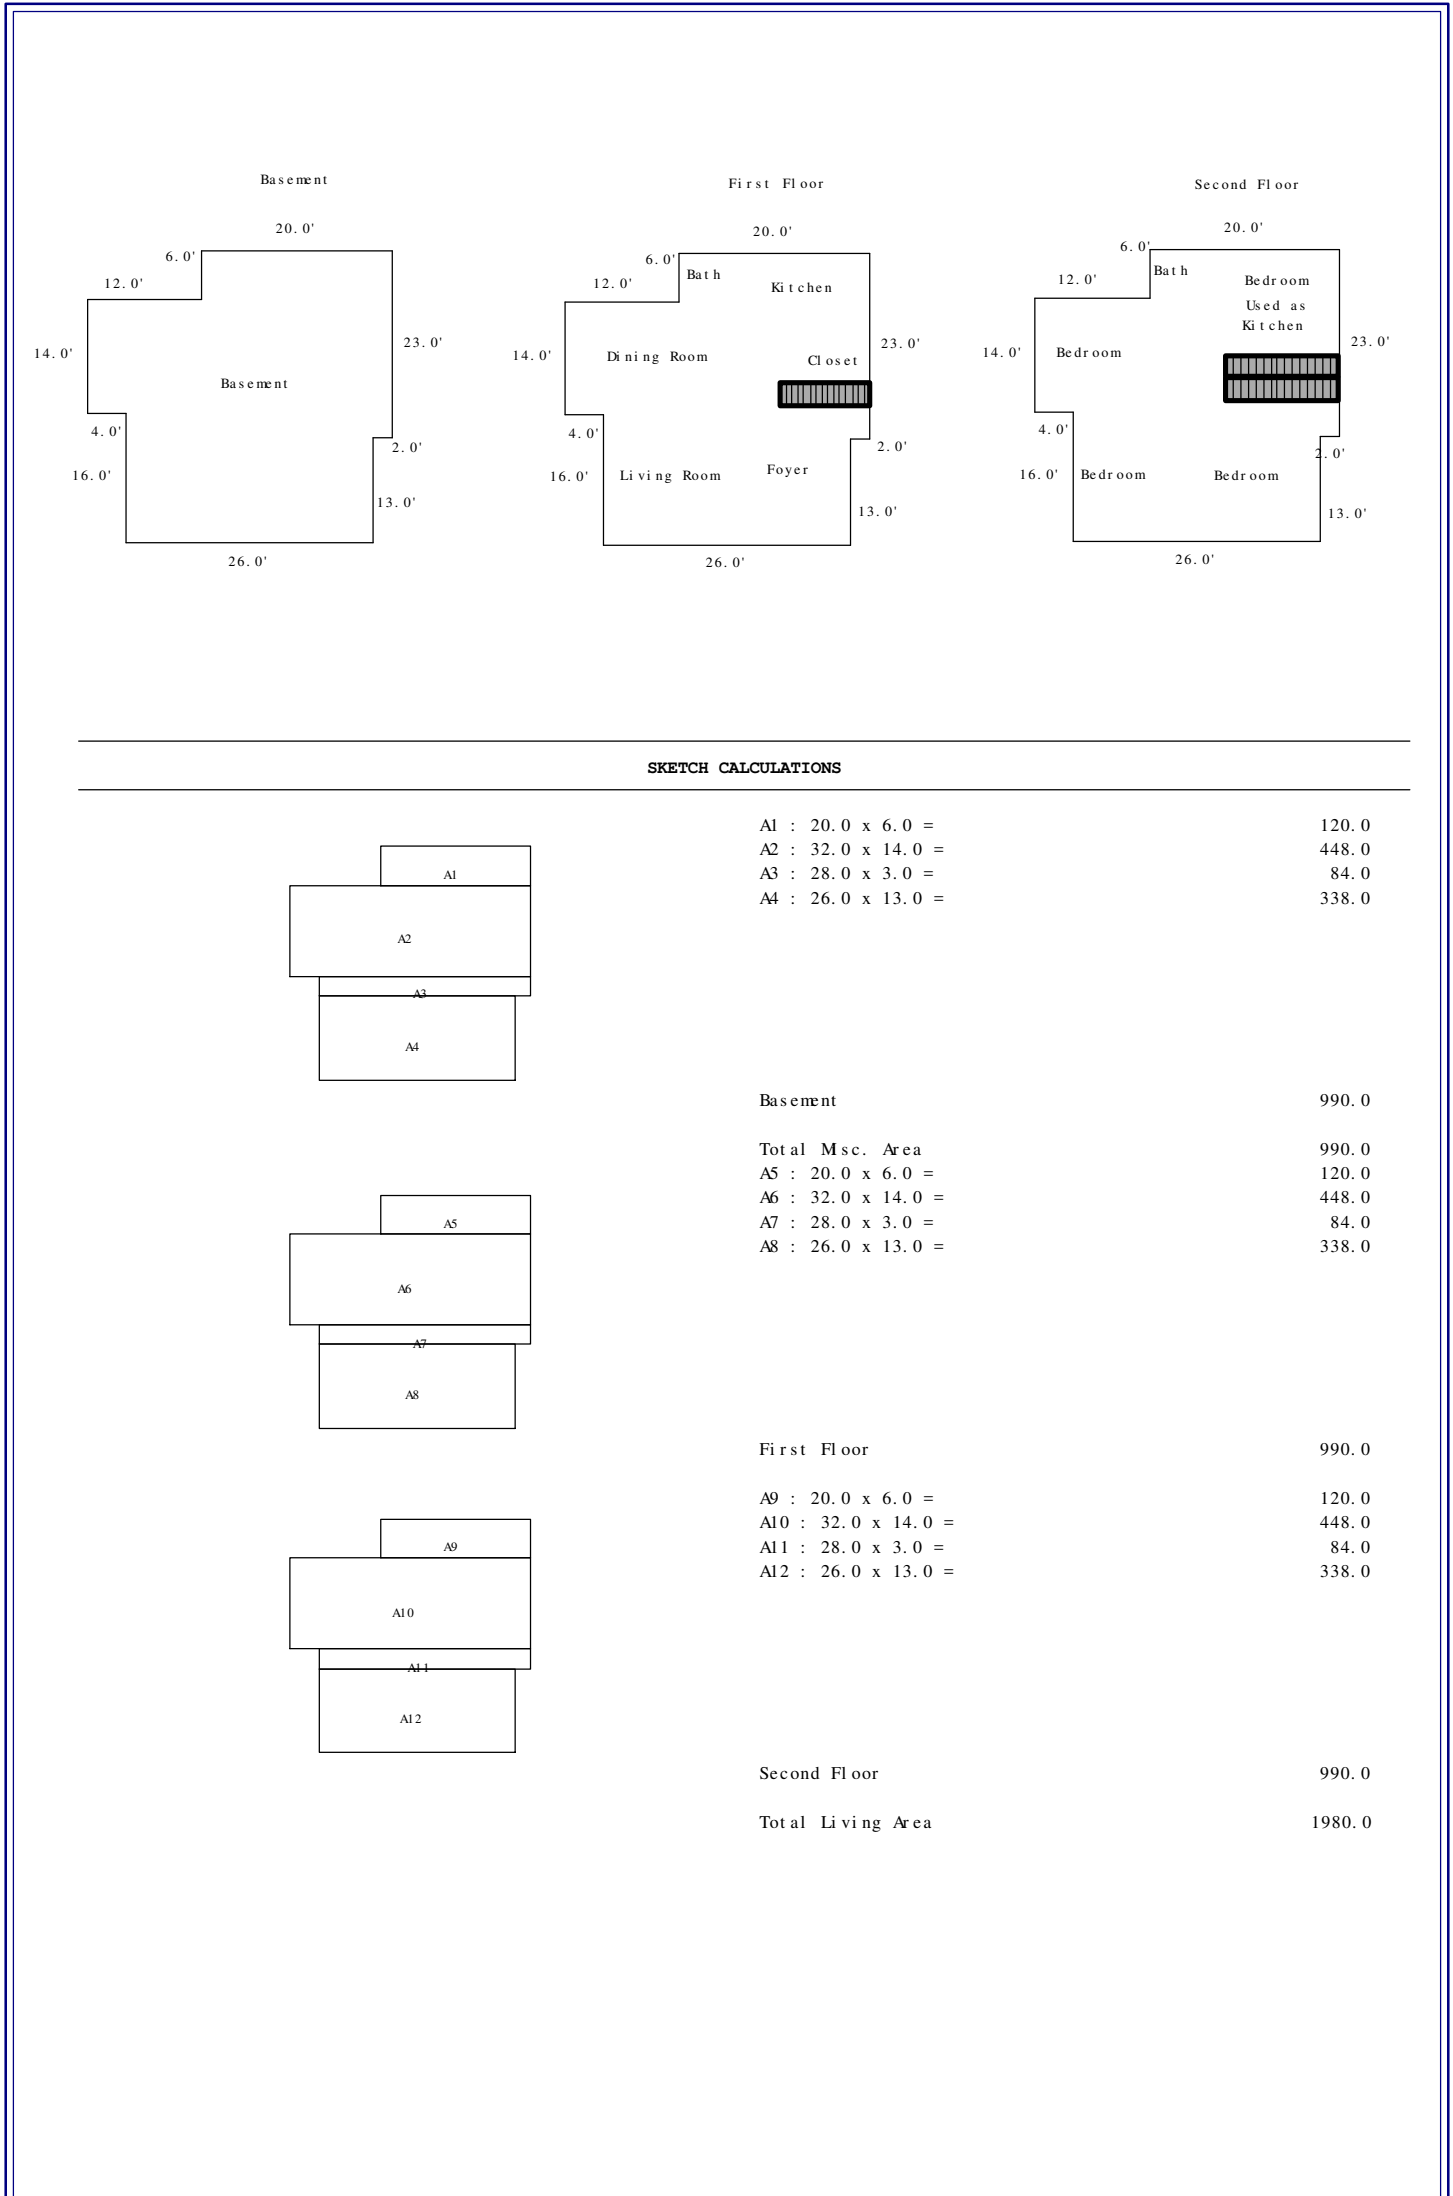 Basement
20.0'
6.0'
12.0'
14.0'
23.0'
Basement
4.0'
2.0'
16.0'
13.0'
26.0'
First Floor
20.0'
6.0'
Bath
12.0'
Kitchen
14.0'
Dining Room
23.0'
Closet
4.0'
2.0'
16.0'
Living Room
Foyer
13.0'
26.0'
Second Floor
20.0'
6.0'
Bath
12.0'
Bedroom
Used as
Kitchen
14.0'
Bedroom
23.0'
4.0'
2.0'
16.0'
Bedroom
Bedroom
13.0'
26.0'
SKETCH CALCULATIONS
A1
A2
A3
A4
A1 : 20.0 x 6.0 = 120.0
A2 : 32.0 x 14.0 = 448.0
A3 : 28.0 x 3.0 = 84.0
A4 : 26.0 x 13.0 = 338.0
Basement 990.0
Total Misc. Area 990.0
A5
A6
A7
A8
A5 : 20.0 x 6.0 = 120.0
A6 : 32.0 x 14.0 = 448.0
A7 : 28.0 x 3.0 = 84.0
A8 : 26.0 x 13.0 = 338.0
First Floor 990.0
A9
A10
A11
A12
A9 : 20.0 x 6.0 = 120.0
A10 : 32.0 x 14.0 = 448.0
A11 : 28.0 x 3.0 = 84.0
A12 : 26.0 x 13.0 = 338.0
Second Floor 990.0
Total Living Area 1980.0